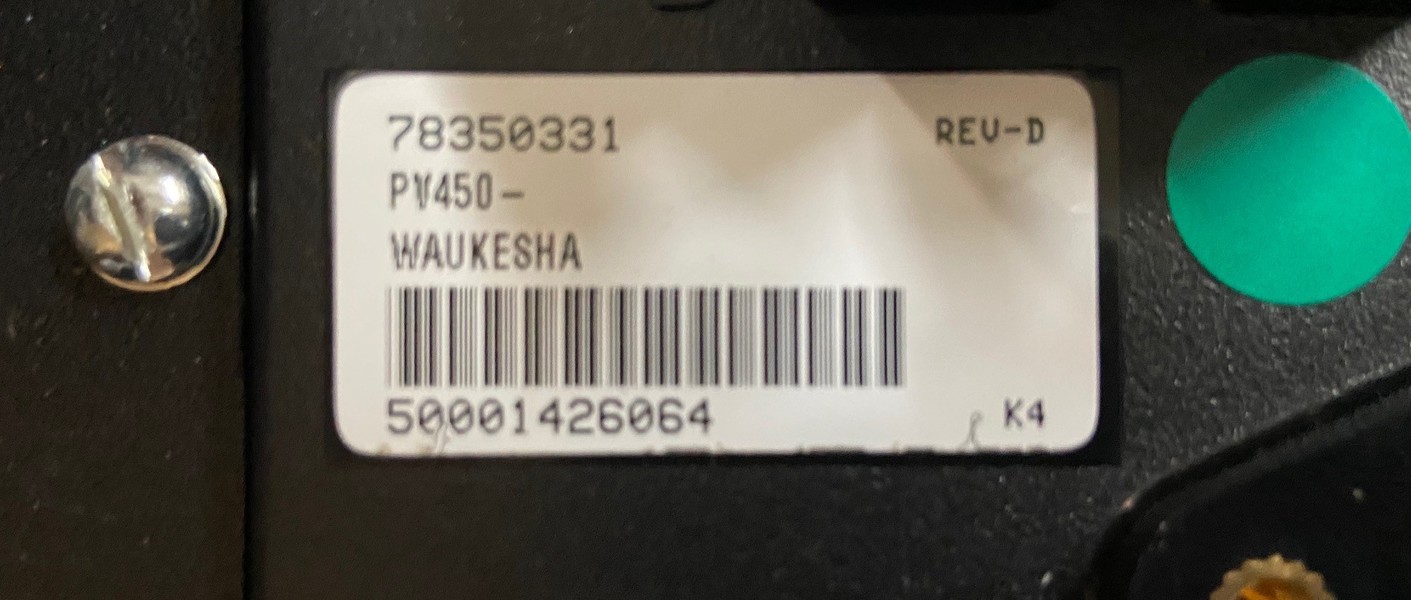 78350331 REV-D
PV450-
WAUKESHA
50001426064 K4